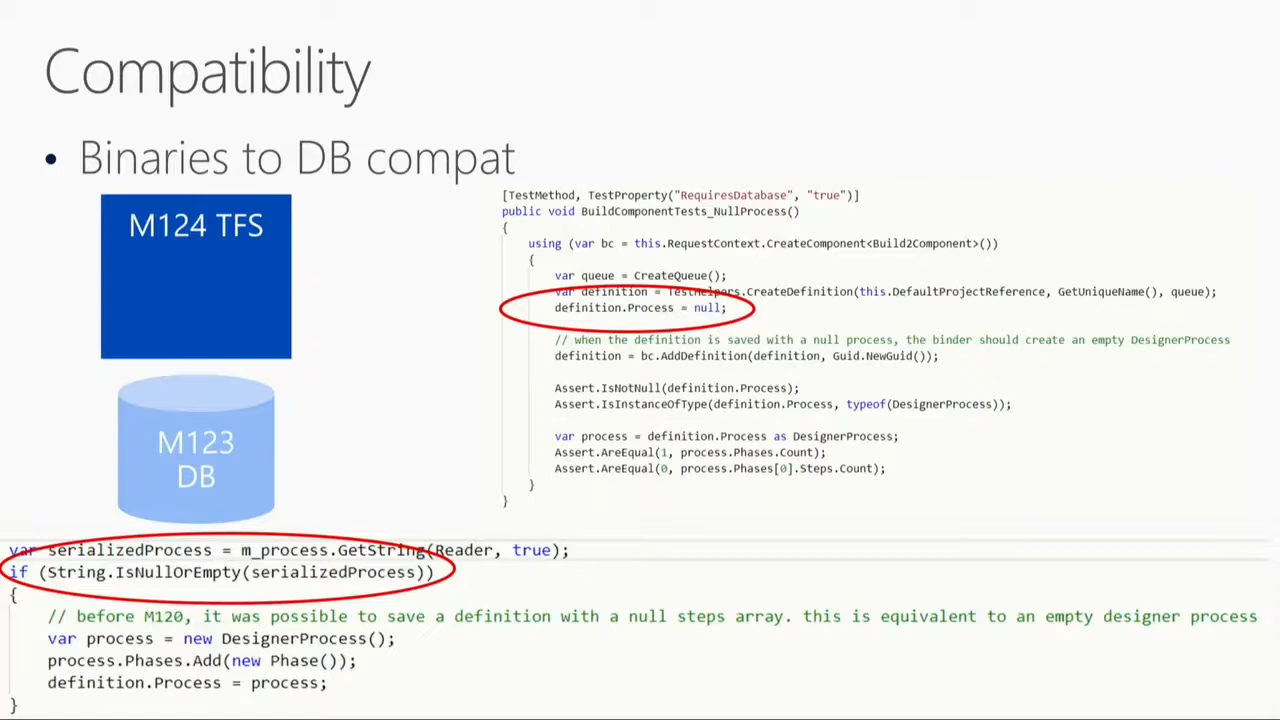 Compatibility
• Binaries to DB compat
M124 TFS
M123
DB
[TestMethod, TestProperty("RequiresDatabase", "true")]
public void BuildComponentTests_NullProcess()
{
using (var bc = this.RequestContext.CreateComponent<Build2Component>())
{
var queue = CreateQueue();
var definition = TestHelpers.CreateDefinition(this.DefaultProjectReference, GetUniqueName(), queue);
definition.Process = null;
// when the definition is saved with a null process, the binder should create an empty DesignerProcess
definition = bc.AddDefinition(definition, Guid.NewGuid());
Assert.IsNotNull(definition.Process);
Assert.IsInstanceOfType(definition.Process, typeof(DesignerProcess));
var process = definition.Process as DesignerProcess;
Assert.AreEqual(1, process.Phases.Count);
Assert.AreEqual(0, process.Phases[0].Steps.Count);
}
}
var serializedProcess = m_process.GetString(Reader, true);
if (String.IsNullOrEmpty(serializedProcess))
{
// before M120, it was possible to save a definition with a null steps array. this is equivalent to an empty designer process
var process = new DesignerProcess();
process.Phases.Add(new Phase());
definition.Process = process;
}